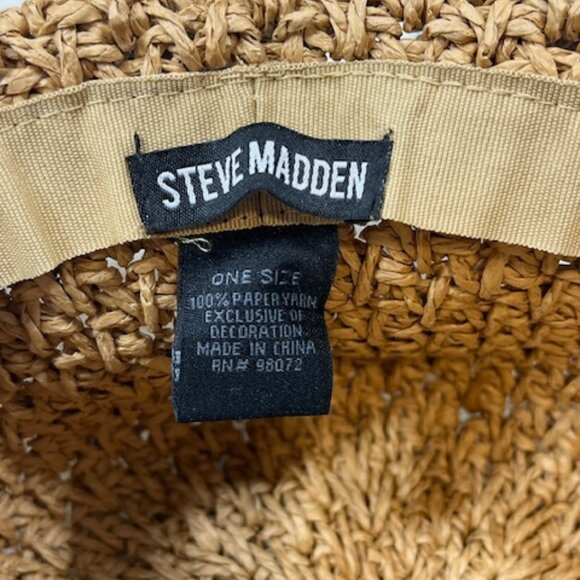 STEVE MADDEN
ONE SIZE
100% PAPER YARN
EXCLUSIVE OF
DECORATION
MADE IN CHINA
RN# 98072